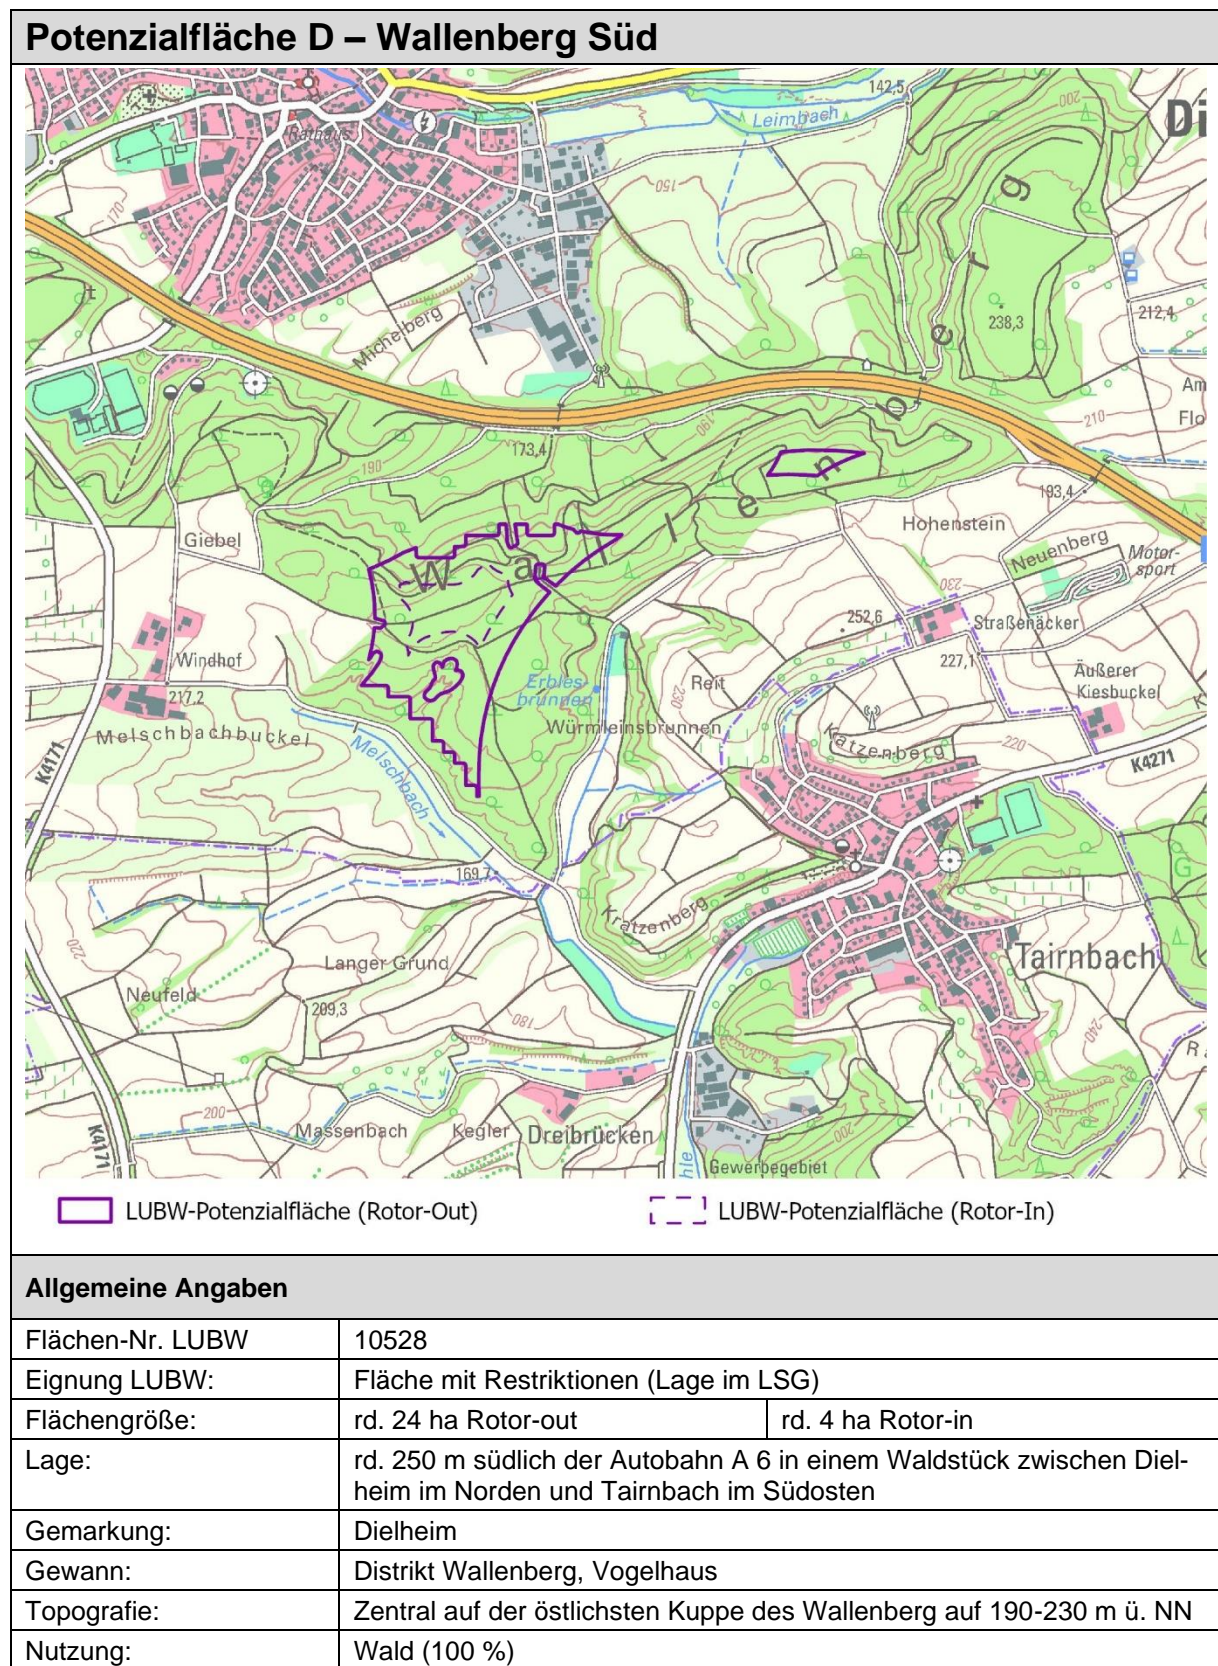 Potenzialfläche D – Wallenberg Süd
142,5
200
Di
Leimbach
Rathaus
150
170
g
r
e
b
238,3
212,4
Michelberg
Am
Flo
210
190
173,4
190
n
e
l
l
a
W
193,4
Hohenstein
Giebel
Neuenberg
Motor-
sport
230
252,6
Straßenäcker
Windhof
227,1
Äußerer
Kiesbuckel
K
217,2
Erbles-
brunnen
Reit
230
Würmleinsbrunnen
Melschbachbuckel
Katzenberg
220
K4171
Melschbach
K4271
169,7
Kratzenberg
G
220
Langer Grund
Tairnbach
Neufeld
209,3
180
240
R
200
K4171
Massenbach
Kegler
Dreibrücken
hle
200
Gewerbegebiet
LUBW-Potenzialfläche (Rotor-Out)
LUBW-Potenzialfläche (Rotor-In)
Allgemeine Angaben
Flächen-Nr. LUBW 10528
Eignung LUBW: Fläche mit Restriktionen (Lage im LSG)
Flächengröße: rd. 24 ha Rotor-out rd. 4 ha Rotor-in
Lage: rd. 250 m südlich der Autobahn A 6 in einem Waldstück zwischen Diel-
heim im Norden und Tairnbach im Südosten
Gemarkung: Dielheim
Gewann: Distrikt Wallenberg, Vogelhaus
Topografie: Zentral auf der östlichsten Kuppe des Wallenberg auf 190-230 m ü. NN
Nutzung: Wald (100 %)